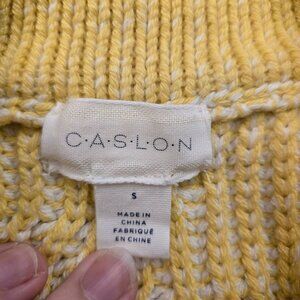 C·A·S·L·O·N
S
MADE IN
CHINA
FABRIQUÉ
EN CHINE